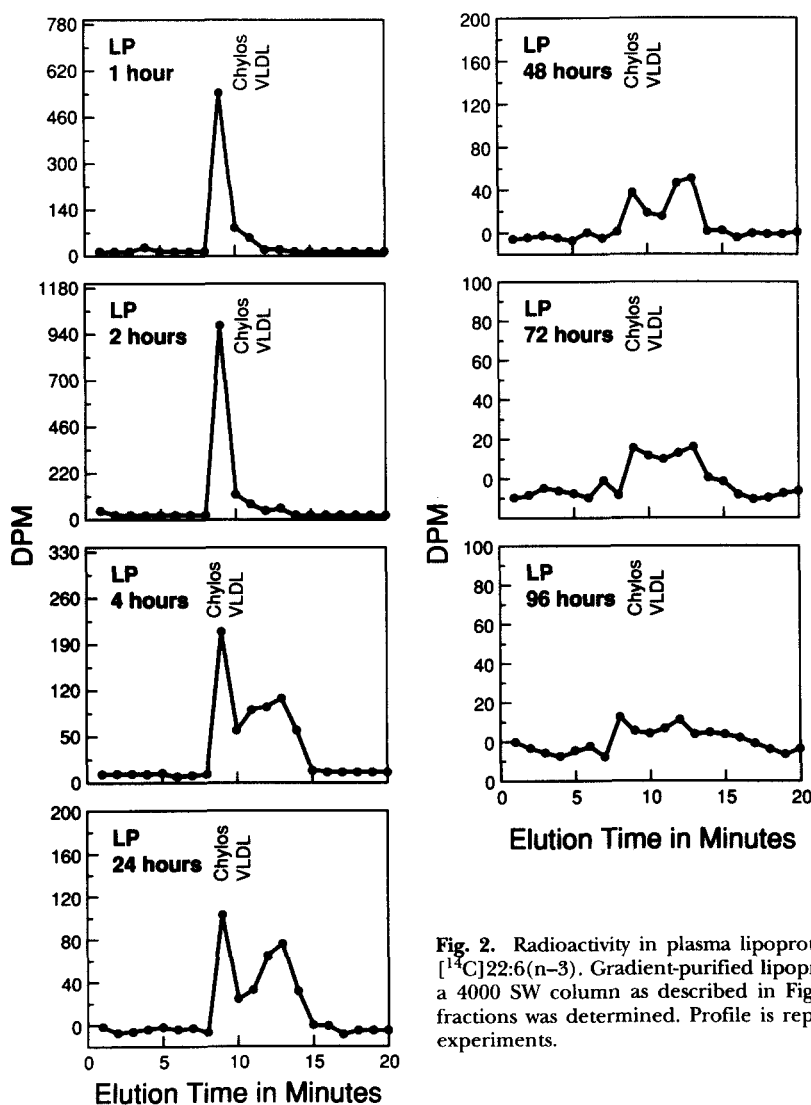 LP
1 hour
Chylos
VLDL
780
620
460
300
140
0
LP
2 hours
Chylos
VLDL
1180
940
700
460
220
0
DPM
LP
4 hours
Chylos
VLDL
330
260
190
120
50
0
LP
24 hours
Chylos
VLDL
200
160
120
80
40
0
0 5 10 15 20
Elution Time in Minutes
LP
48 hours
Chylos
VLDL
200
160
120
80
40
0
LP
72 hours
Chylos
VLDL
100
80
60
40
20
0
DPM
LP
96 hours
Chylos
VLDL
100
80
60
40
20
0
0
0 5 10 15 20
Elution Time in Minutes
Fig. 2. Radioactivity in plasma lipoprot
[¹⁴C]22:6(n–3). Gradient-purified lipopr
a 4000 SW column as described in Fig
fractions was determined. Profile is rep
experiments.